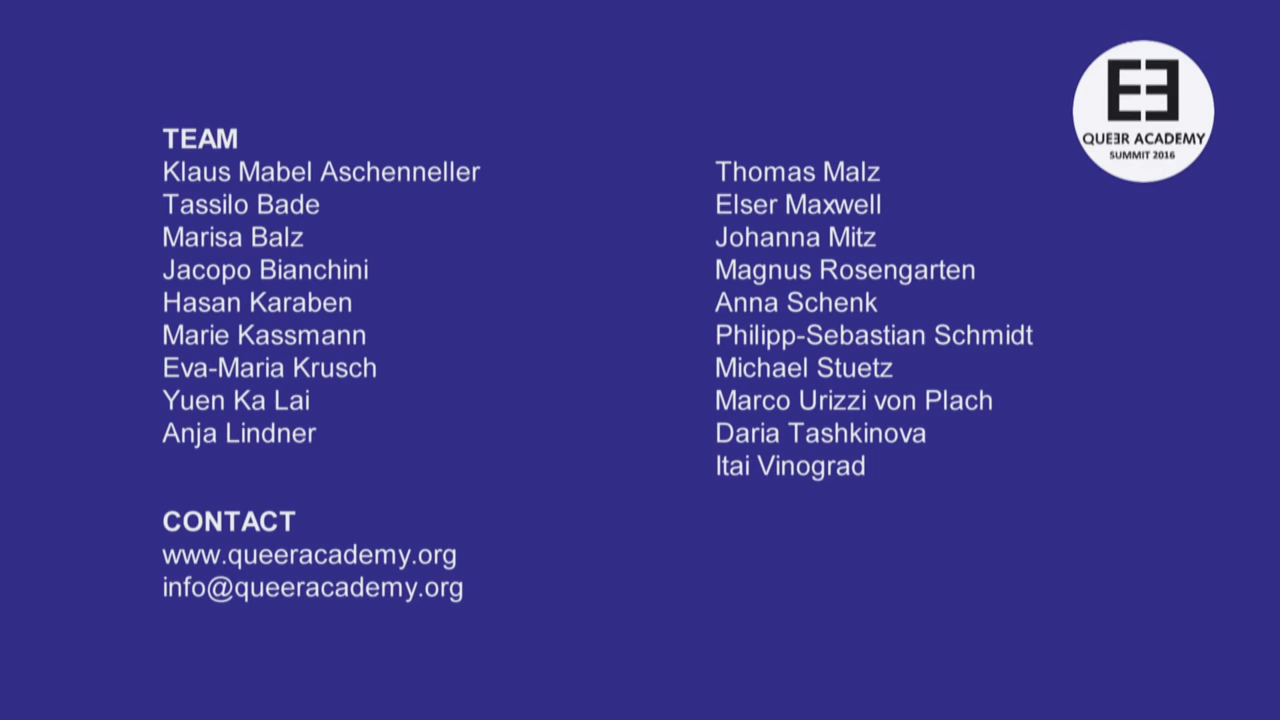 TEAM
Klaus Mabel Aschenneller
Tassilo Bade
Marisa Balz
Jacopo Bianchini
Hasan Karaben
Marie Kassmann
Eva-Maria Krusch
Yuen Ka Lai
Anja Lindner
Thomas Malz
Elser Maxwell
Johanna Mitz
Magnus Rosengarten
Anna Schenk
Philipp-Sebastian Schmidt
Michael Stuetz
Marco Urizzi von Plach
Daria Tashkinova
Itai Vinograd
CONTACT
www.queeracademy.org
info@queeracademy.org
EƎ
QUEƎR ACADEMY
SUMMIT 2016